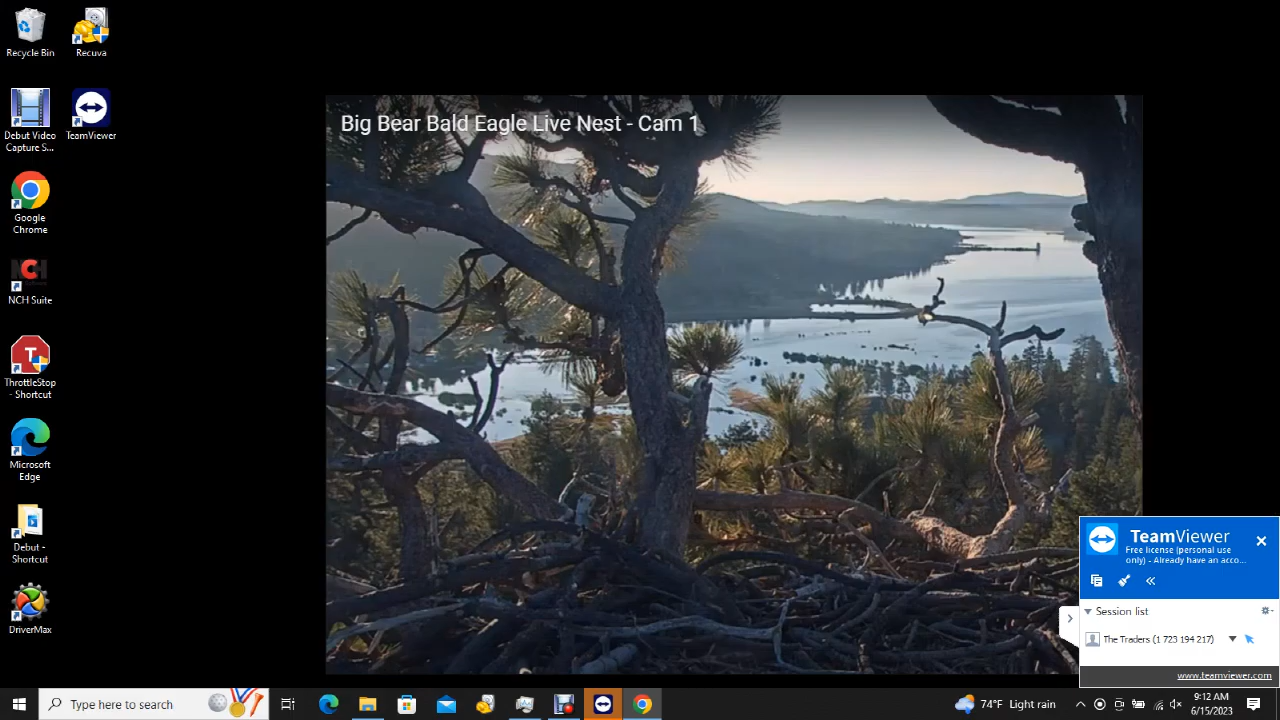 Recycle Bin
Recuva
Debut Video
Capture S...
TeamViewer
Google
Chrome
NCH
NCH Suite
T
ThrottleStop
- Shortcut
Microsoft
Edge
Debut -
Shortcut
DriverMax
Big Bear Bald Eagle Live Nest - Cam 1
TeamViewer
Free license (personal use
only) - Already have an acco...
Session list
The Traders (1 723 194 217)
www.teamviewer.com
Type here to search
74°F Light rain
9:12 AM
6/15/2023